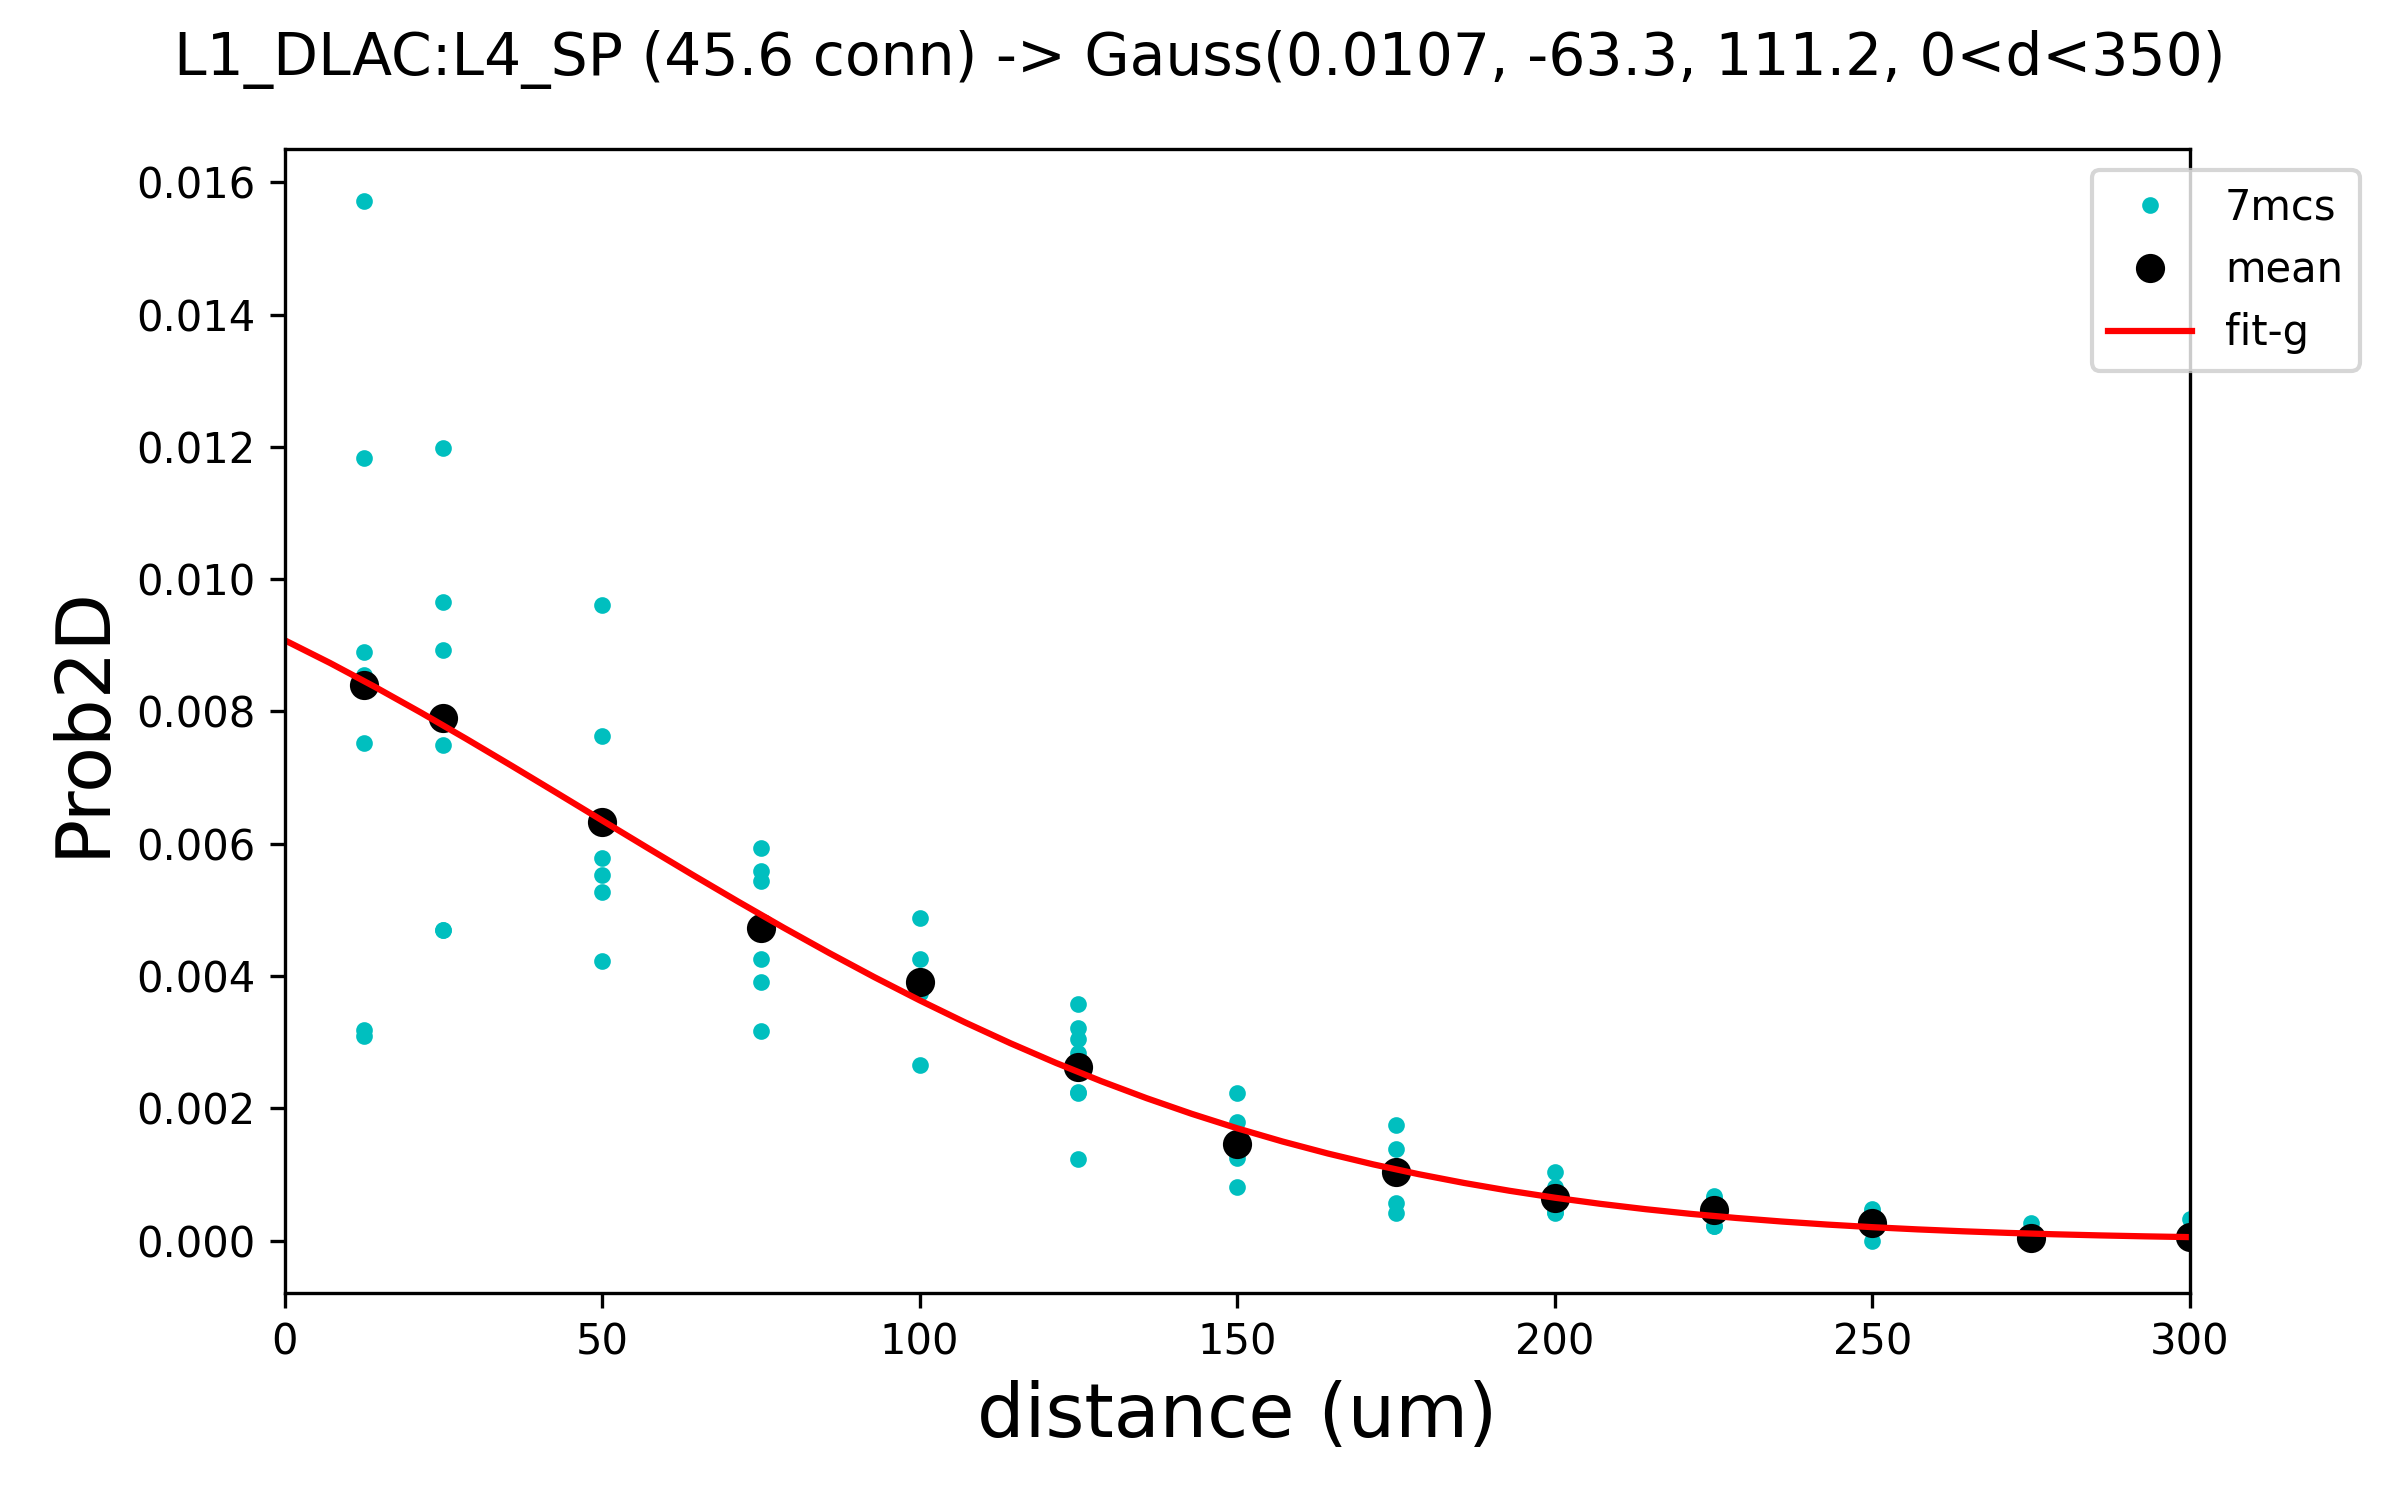 L1_DLAC:L4_SP (45.6 conn) -> Gauss(0.0107, -63.3, 111.2, 0<d<350)
7mcs
mean
fit-g
0.016
0.014
0.012
0.010
0.008
0.006
0.004
0.002
0.000
Prob2D
0 50 100 150 200 250 300
distance (um)